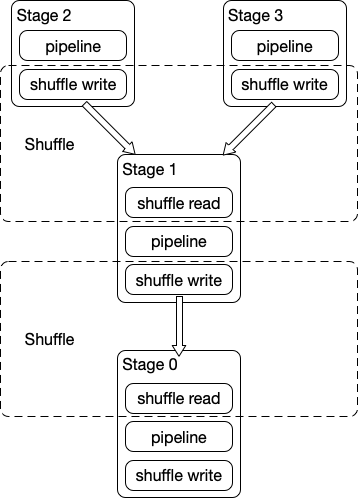 Stage 2
Stage 3
pipeline
pipeline
shuffle write
shuffle write
Shuffle
Stage 1
shuffle read
pipeline
shuffle write
Shuffle
Stage 0
shuffle read
pipeline
shuffle write